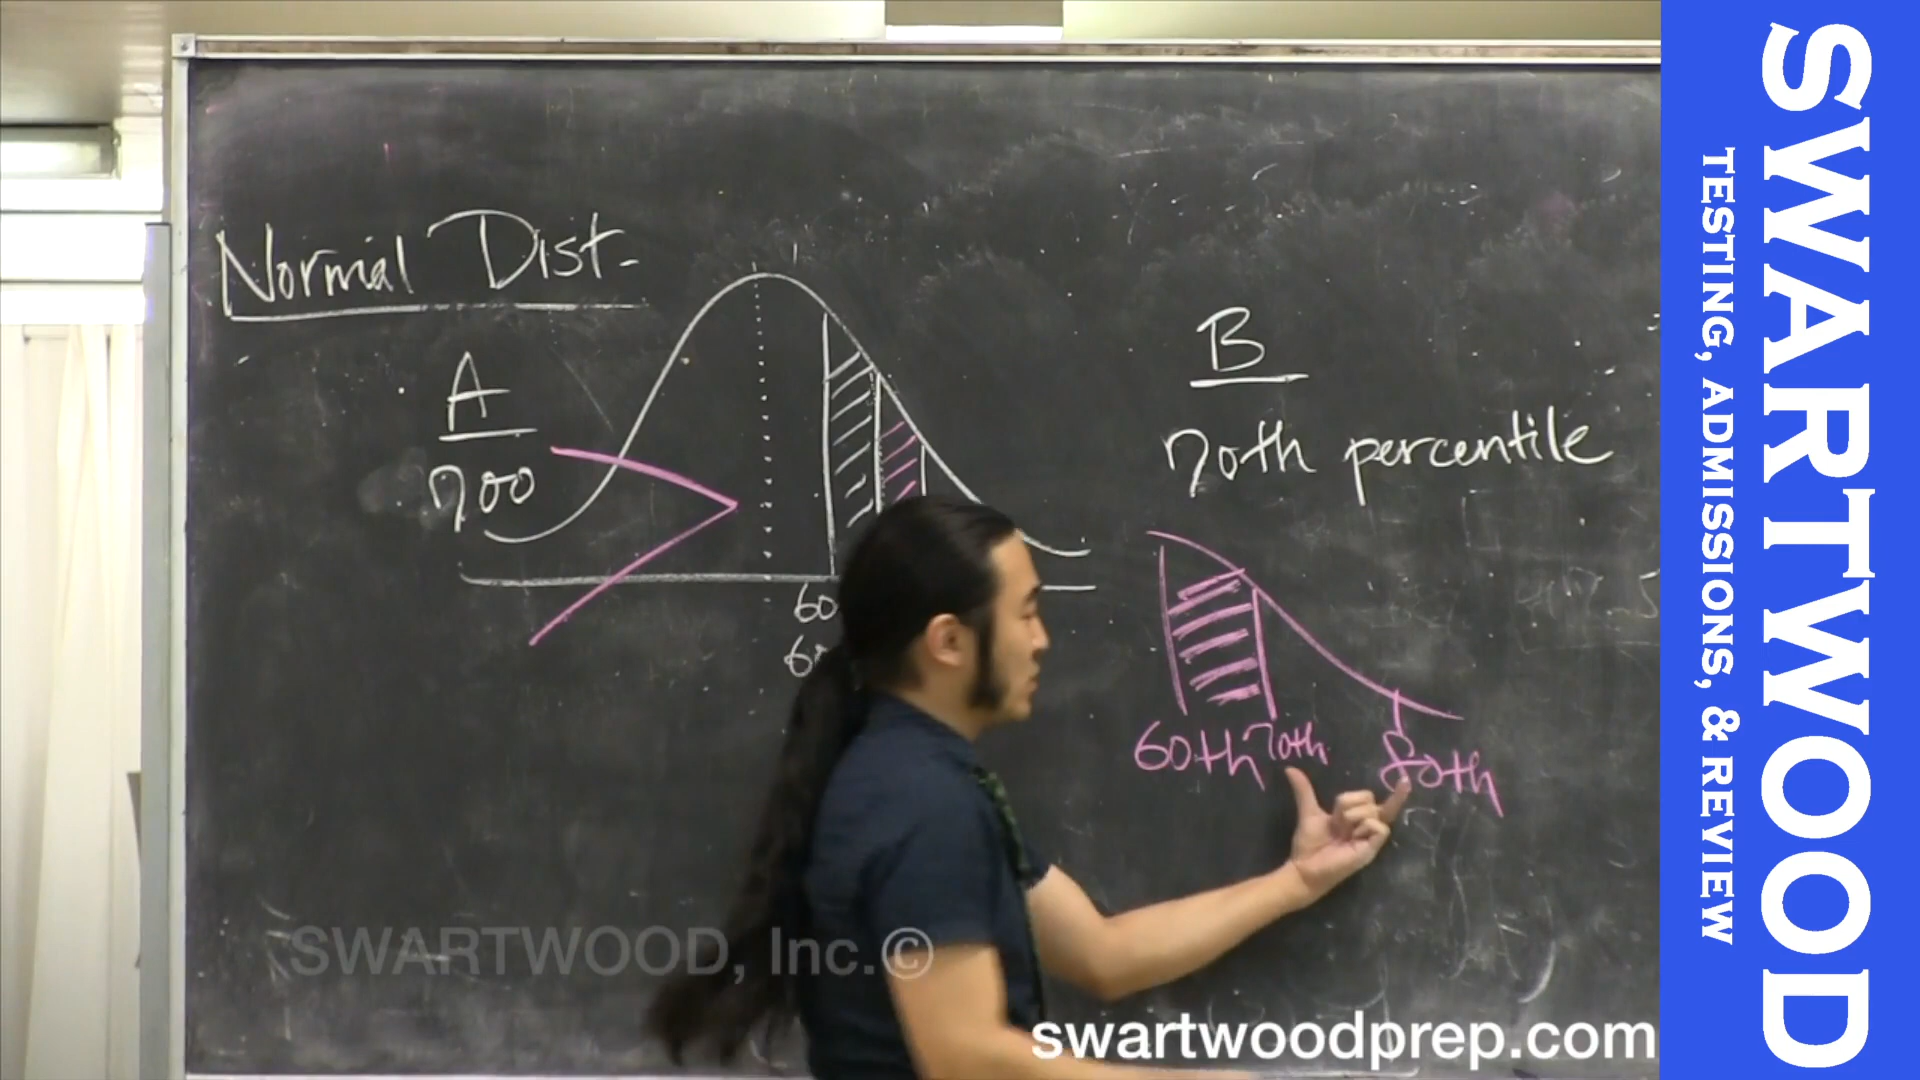 Normal Dist.
A
700
B
70th percentile
60th 70th 80th
SWARTWOOD, Inc.©
swartwoodprep.com
SWARTWOOD
TESTING, ADMISSIONS, & REVIEW